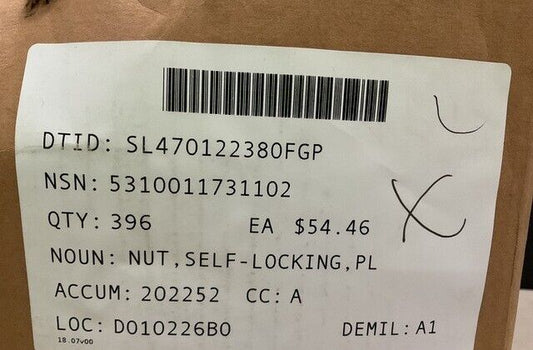 DTID: SL470122380FGP
NSN: 5310011731102
QTY: 396 EA $54.46
NOUN: NUT,SELF-LOCKING,PL
ACCUM: 202252 CC: A
LOC: D010226B0 DEMIL: A1
18.07v00